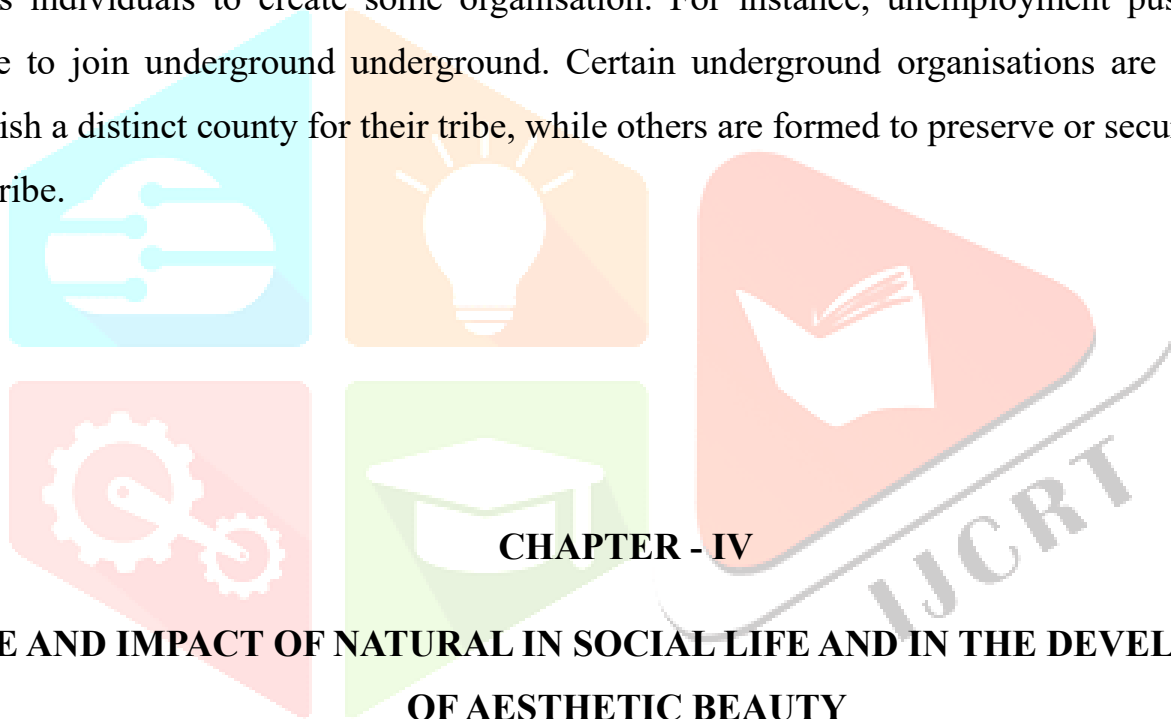 s individuals to create some organisation. For instance, unemployment pus
e to join underground underground. Certain underground organisations are
ish a distinct county for their tribe, while others are formed to preserve or secu
ribe.
CHAPTER - IV
E AND IMPACT OF NATURAL IN SOCIAL LIFE AND IN THE DEVEL
OF AESTHETIC BEAUTY
IJCRT